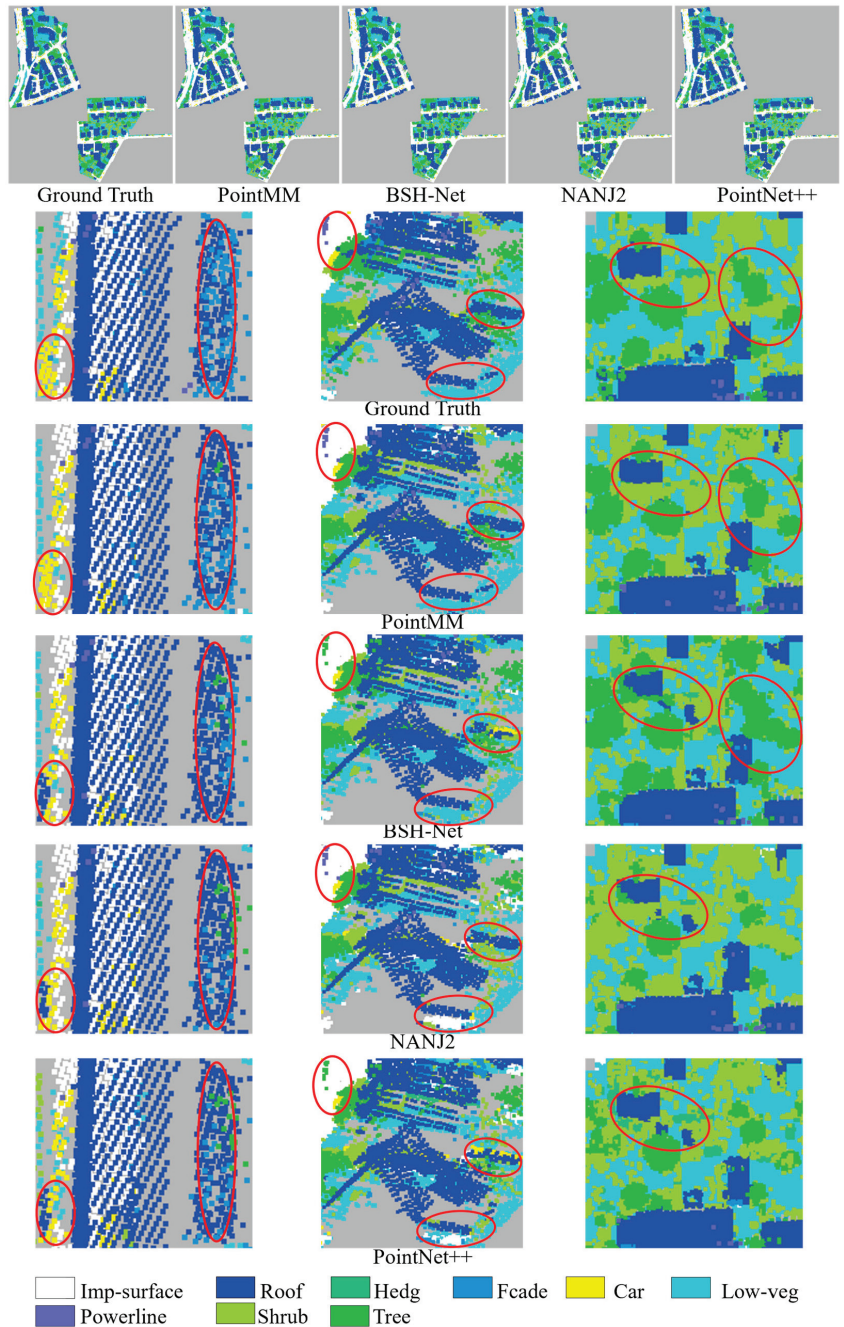 Ground Truth PointMM BSH-Net NANJ2 PointNet++
Ground Truth
PointMM
BSH-Net
NANJ2
PointNet++
Imp-surface Roof Hedg Fcade Car Low-veg
Powerline Shrub Tree